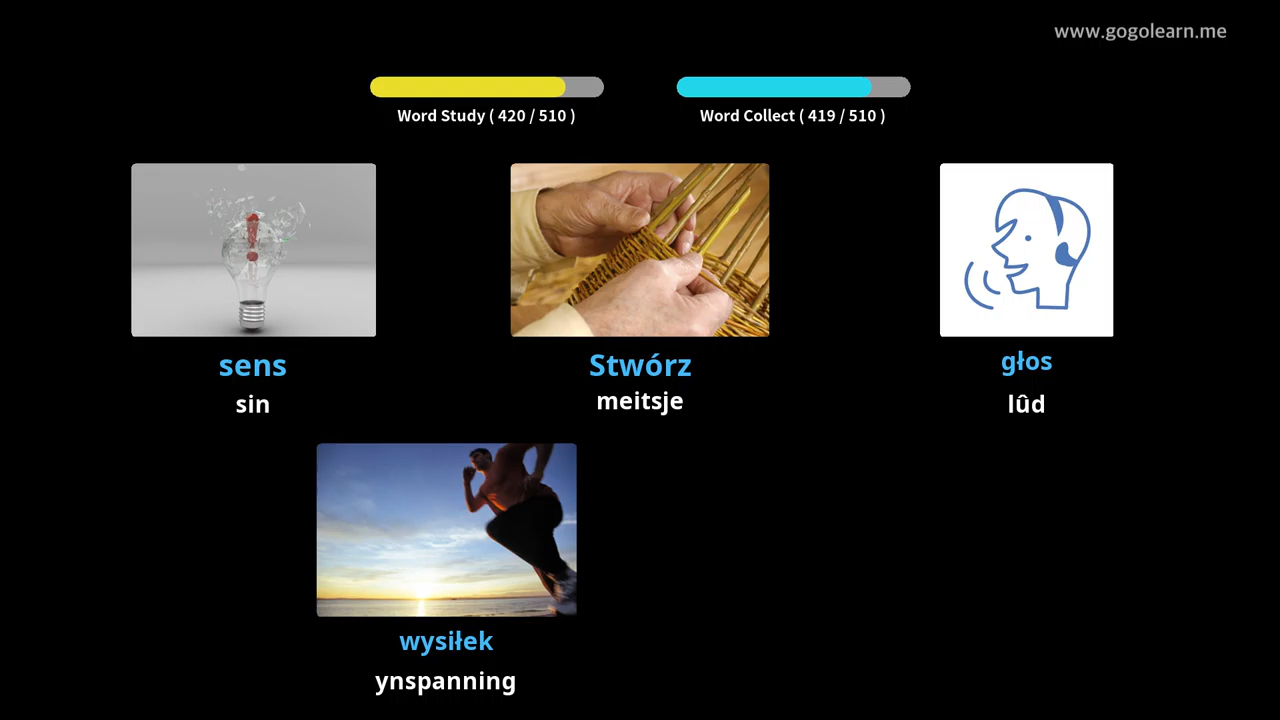 www.gogolearn.me
Word Study ( 420 / 510 )
Word Collect ( 419 / 510 )
sens
sin
Stwórz
meitsje
głos
lûd
wysiłek
ynspanning